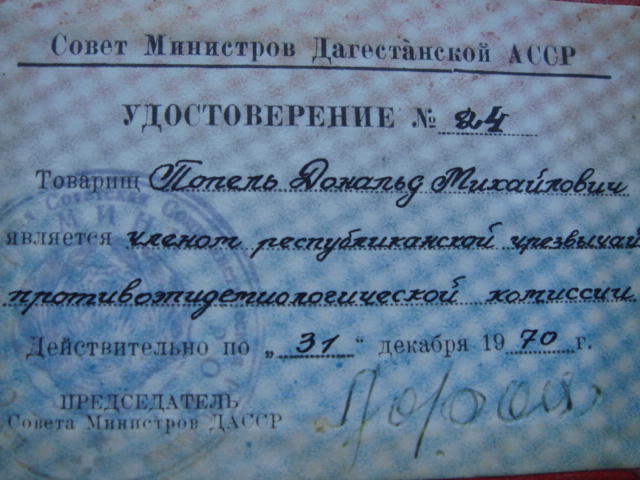 Совет Министров Дагестанской АССР
УДОСТОВЕРЕНИЕ № 24
Товарищ Попель Дональд Михайлович
является членом республиканской чрезвычай
противоэпидемиологической комиссии
Действительно по „31“ декабря 1970 г.
ПРЕДСЕДАТЕЛЬ
Совета Министров ДАССР